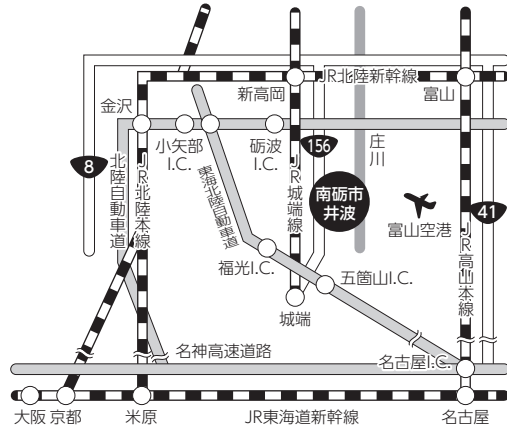 JR北陸新幹線
新高岡
富山
金沢
小矢部
I.C.
砺波
I.C.
156
庄川
8
北陸自動車道
JR北陸本線
東海北陸自動車道
JR城端線
南砺市
井波
富山空港
41
JR高山本線
福光I.C.
五箇山I.C.
城端
名神高速道路
名古屋I.C.
大阪
京都
米原
JR東海道新幹線
名古屋